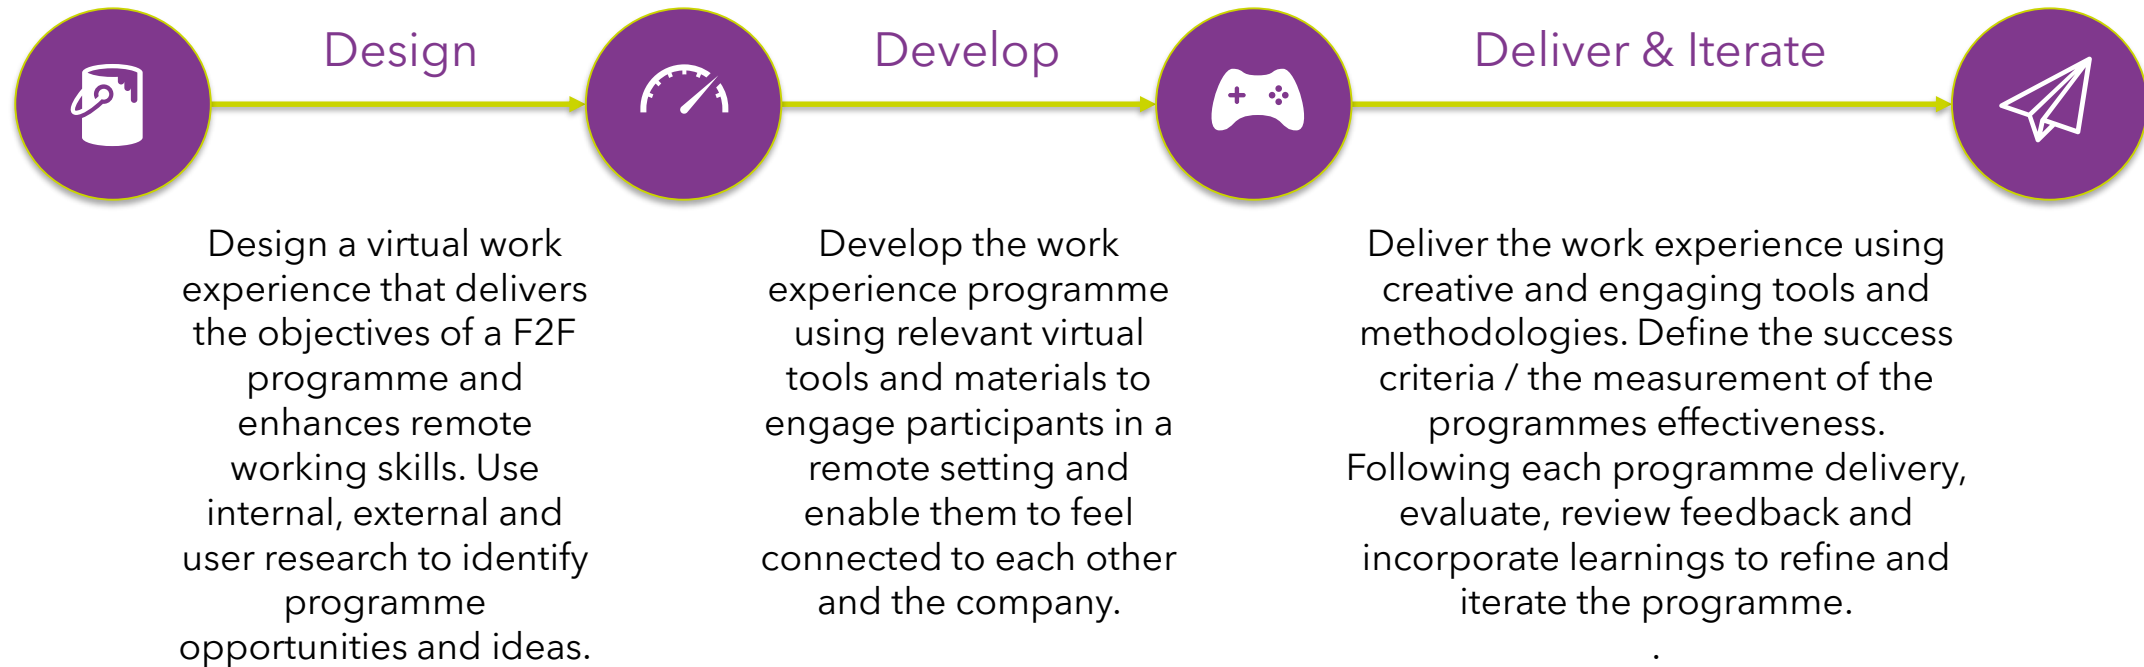 Design
Develop
Deliver & Iterate
Design a virtual work
experience that delivers
the objectives of a F2F
programme and
enhances remote
working skills. Use
internal, external and
user research to identify
programme
opportunities and ideas.
Develop the work
experience programme
using relevant virtual
tools and materials to
engage participants in a
remote setting and
enable them to feel
connected to each other
and the company.
Deliver the work experience using
creative and engaging tools and
methodologies. Define the success
criteria / the measurement of the
programmes effectiveness.
Following each programme delivery,
evaluate, review feedback and
incorporate learnings to refine and
iterate the programme.
.